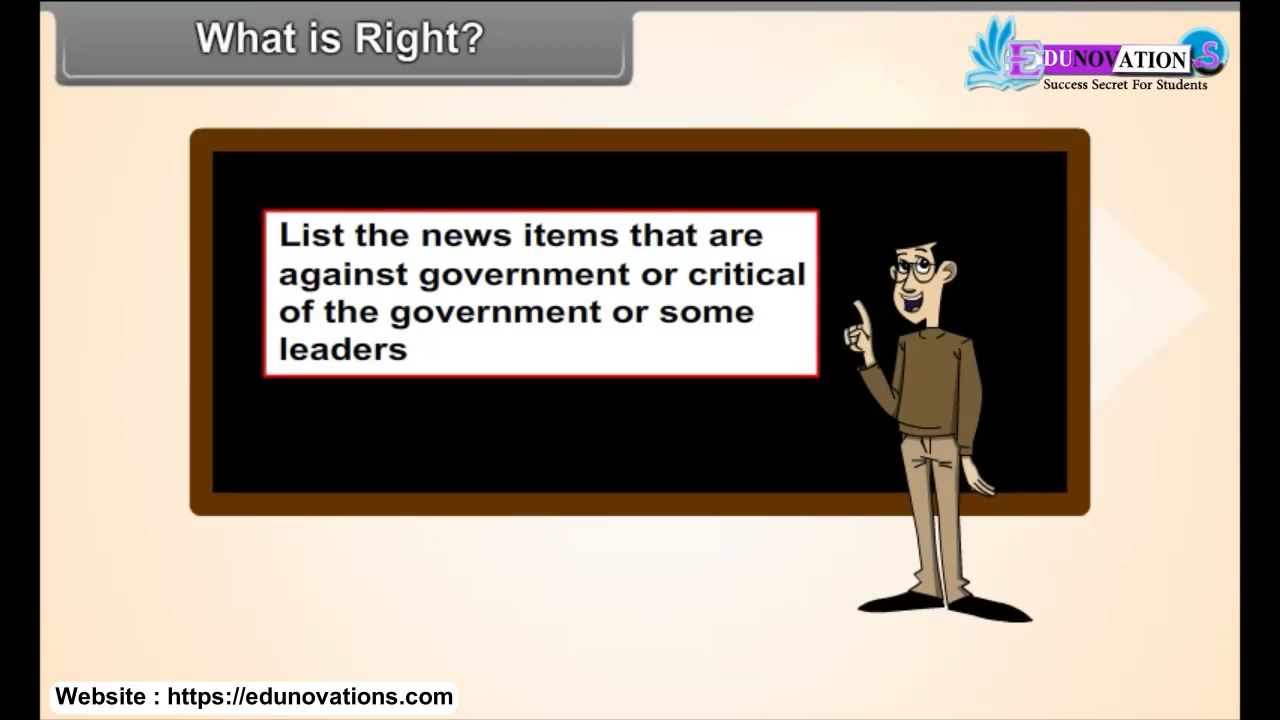 What is Right?
EDUNOVATION S
Success Secret For Students
List the news items that are
against government or critical
of the government or some
leaders
Website : https://edunovations.com